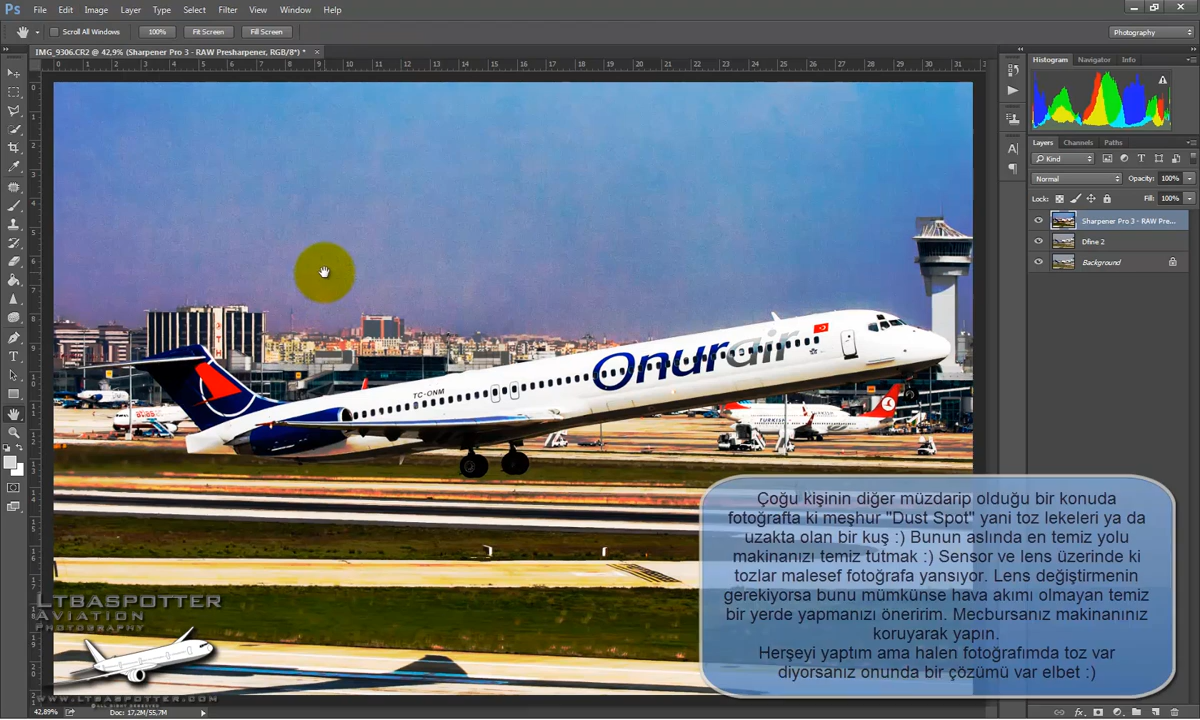 Ps File Edit Image Layer Type Select Filter View Window Help
Scroll All Windows 100% Fit Screen Fill Screen Photography
IMG_9306.CR2 @ 42,9% (Sharpener Pro 3 - RAW Presharpener, RGB/8*) *
Histogram Navigator Info
Layers Channels Paths
Kind
Normal Opacity: 100%
Lock: Fill: 100%
Sharpener Pro 3 - RAW Pre...
Dfine 2
Background
Onurair
TC-ONM
TURKISH
Çoğu kişinin diğer müzdarip olduğu bir konuda
fotoğrafta ki meşhur "Dust Spot" yani toz lekeleri ya da
uzakta olan bir kuş :) Bunun aslında en temiz yolu
makinanızı temiz tutmak :) Sensor ve lens üzerinde ki
tozlar malesef fotoğrafa yansıyor. Lens değiştirmenin
gerekiyorsa bunu mümkünse hava akımı olmayan temiz
bir yerde yapmanızı öneririm. Mecbursanız makinanınız
koruyarak yapın.
Herşeyi yaptım ama halen fotoğrafımda toz var
diyorsanız onunda bir çözümü var elbet :)
LTBASPOTTER
AVIATION
PHOTOGRAPHY
WWW.LTBASPOTTER.COM
42,89% Doc: 17,2M/55,7M